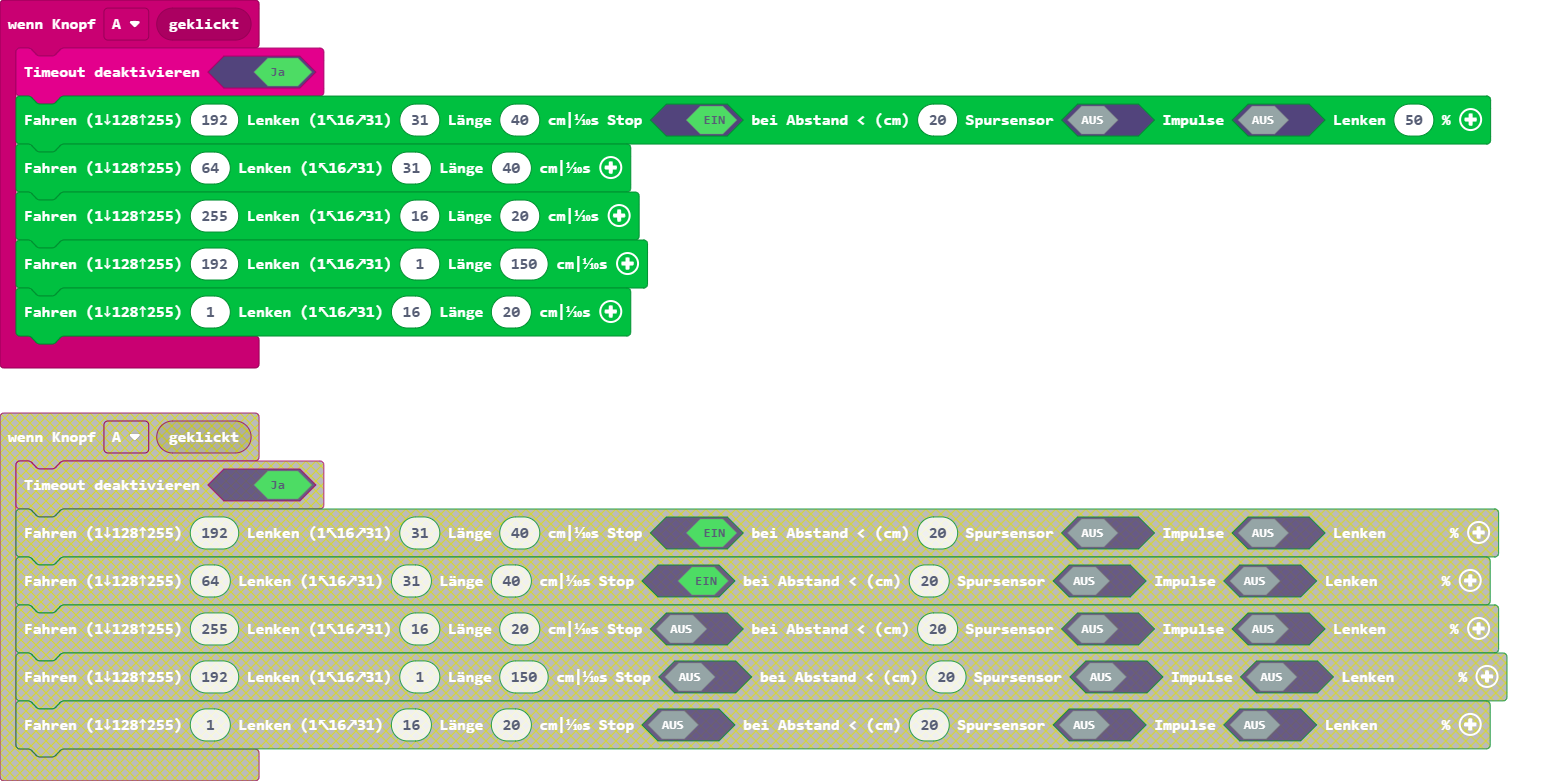 wenn Knopf A geklickt
Timeout deaktivieren Ja
Fahren (1↓128↑255) 192 Lenken (1↖16↗31) 31 Länge 40 cm|⅒s Stop EIN bei Abstand < (cm) 20 Spursensor AUS Impulse AUS Lenken 50 %
Fahren (1↓128↑255) 64 Lenken (1↖16↗31) 31 Länge 40 cm|⅒s
Fahren (1↓128↑255) 255 Lenken (1↖16↗31) 16 Länge 20 cm|⅒s
Fahren (1↓128↑255) 192 Lenken (1↖16↗31) 1 Länge 150 cm|⅒s
Fahren (1↓128↑255) 1 Lenken (1↖16↗31) 16 Länge 20 cm|⅒s
wenn Knopf A geklickt
Timeout deaktivieren Ja
Fahren (1↓128↑255) 192 Lenken (1↖16↗31) 31 Länge 40 cm|⅒s Stop EIN bei Abstand < (cm) 20 Spursensor AUS Impulse AUS Lenken %
Fahren (1↓128↑255) 64 Lenken (1↖16↗31) 31 Länge 40 cm|⅒s Stop EIN bei Abstand < (cm) 20 Spursensor AUS Impulse AUS Lenken %
Fahren (1↓128↑255) 255 Lenken (1↖16↗31) 16 Länge 20 cm|⅒s Stop AUS bei Abstand < (cm) 20 Spursensor AUS Impulse AUS Lenken %
Fahren (1↓128↑255) 192 Lenken (1↖16↗31) 1 Länge 150 cm|⅒s Stop AUS bei Abstand < (cm) 20 Spursensor AUS Impulse AUS Lenken %
Fahren (1↓128↑255) 1 Lenken (1↖16↗31) 16 Länge 20 cm|⅒s Stop AUS bei Abstand < (cm) 20 Spursensor AUS Impulse AUS Lenken %